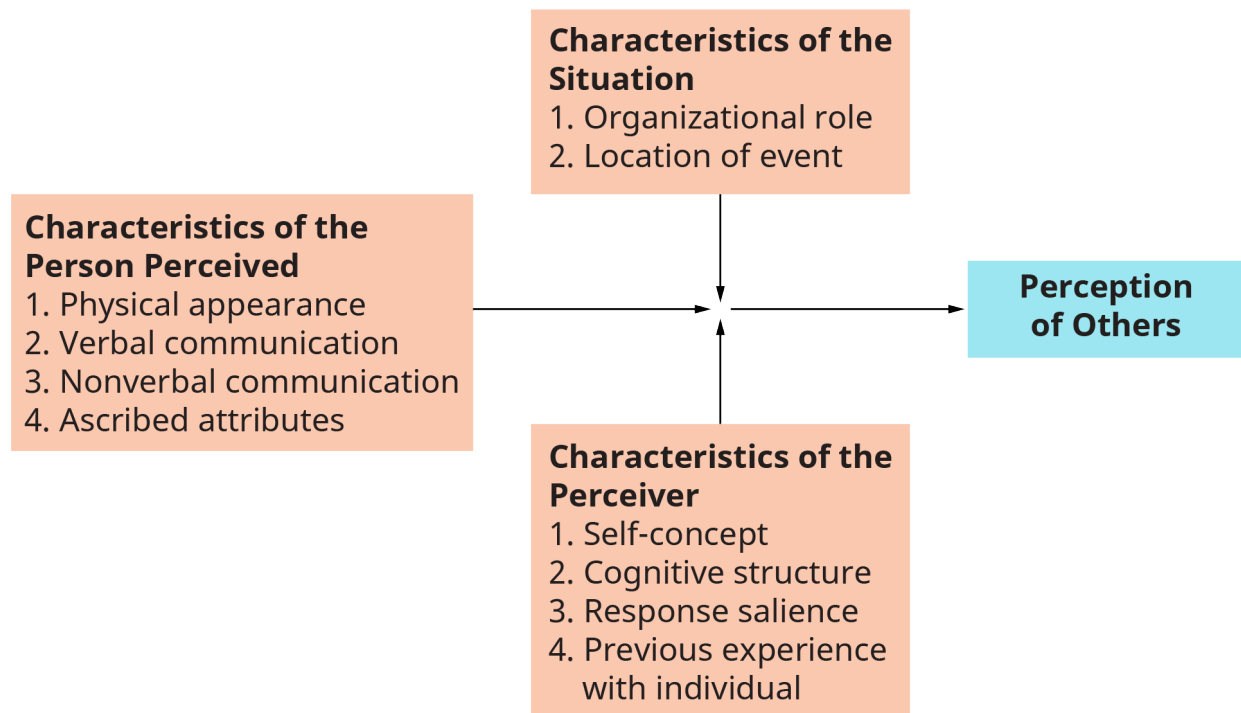 Characteristics of the
Situation
1. Organizational role
2. Location of event
Characteristics of the
Person Perceived
1. Physical appearance
2. Verbal communication
3. Nonverbal communication
4. Ascribed attributes
Perception
of Others
Characteristics of the
Perceiver
1. Self-concept
2. Cognitive structure
3. Response salience
4. Previous experience
with individual